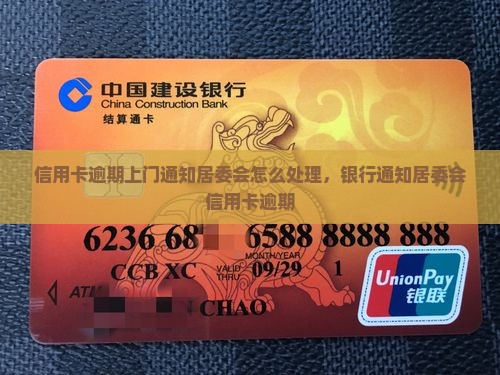 中国建设银行
China Construction Bank
结算通卡
信用卡逾期上门通知居委会怎么处理，银行通知居委会
信用卡逾期
6236 68 6588 8888 888
MONTH/YEAR
CCB XC VALID THRU 09/29 1
ATM
CHAO
UnionPay
银联